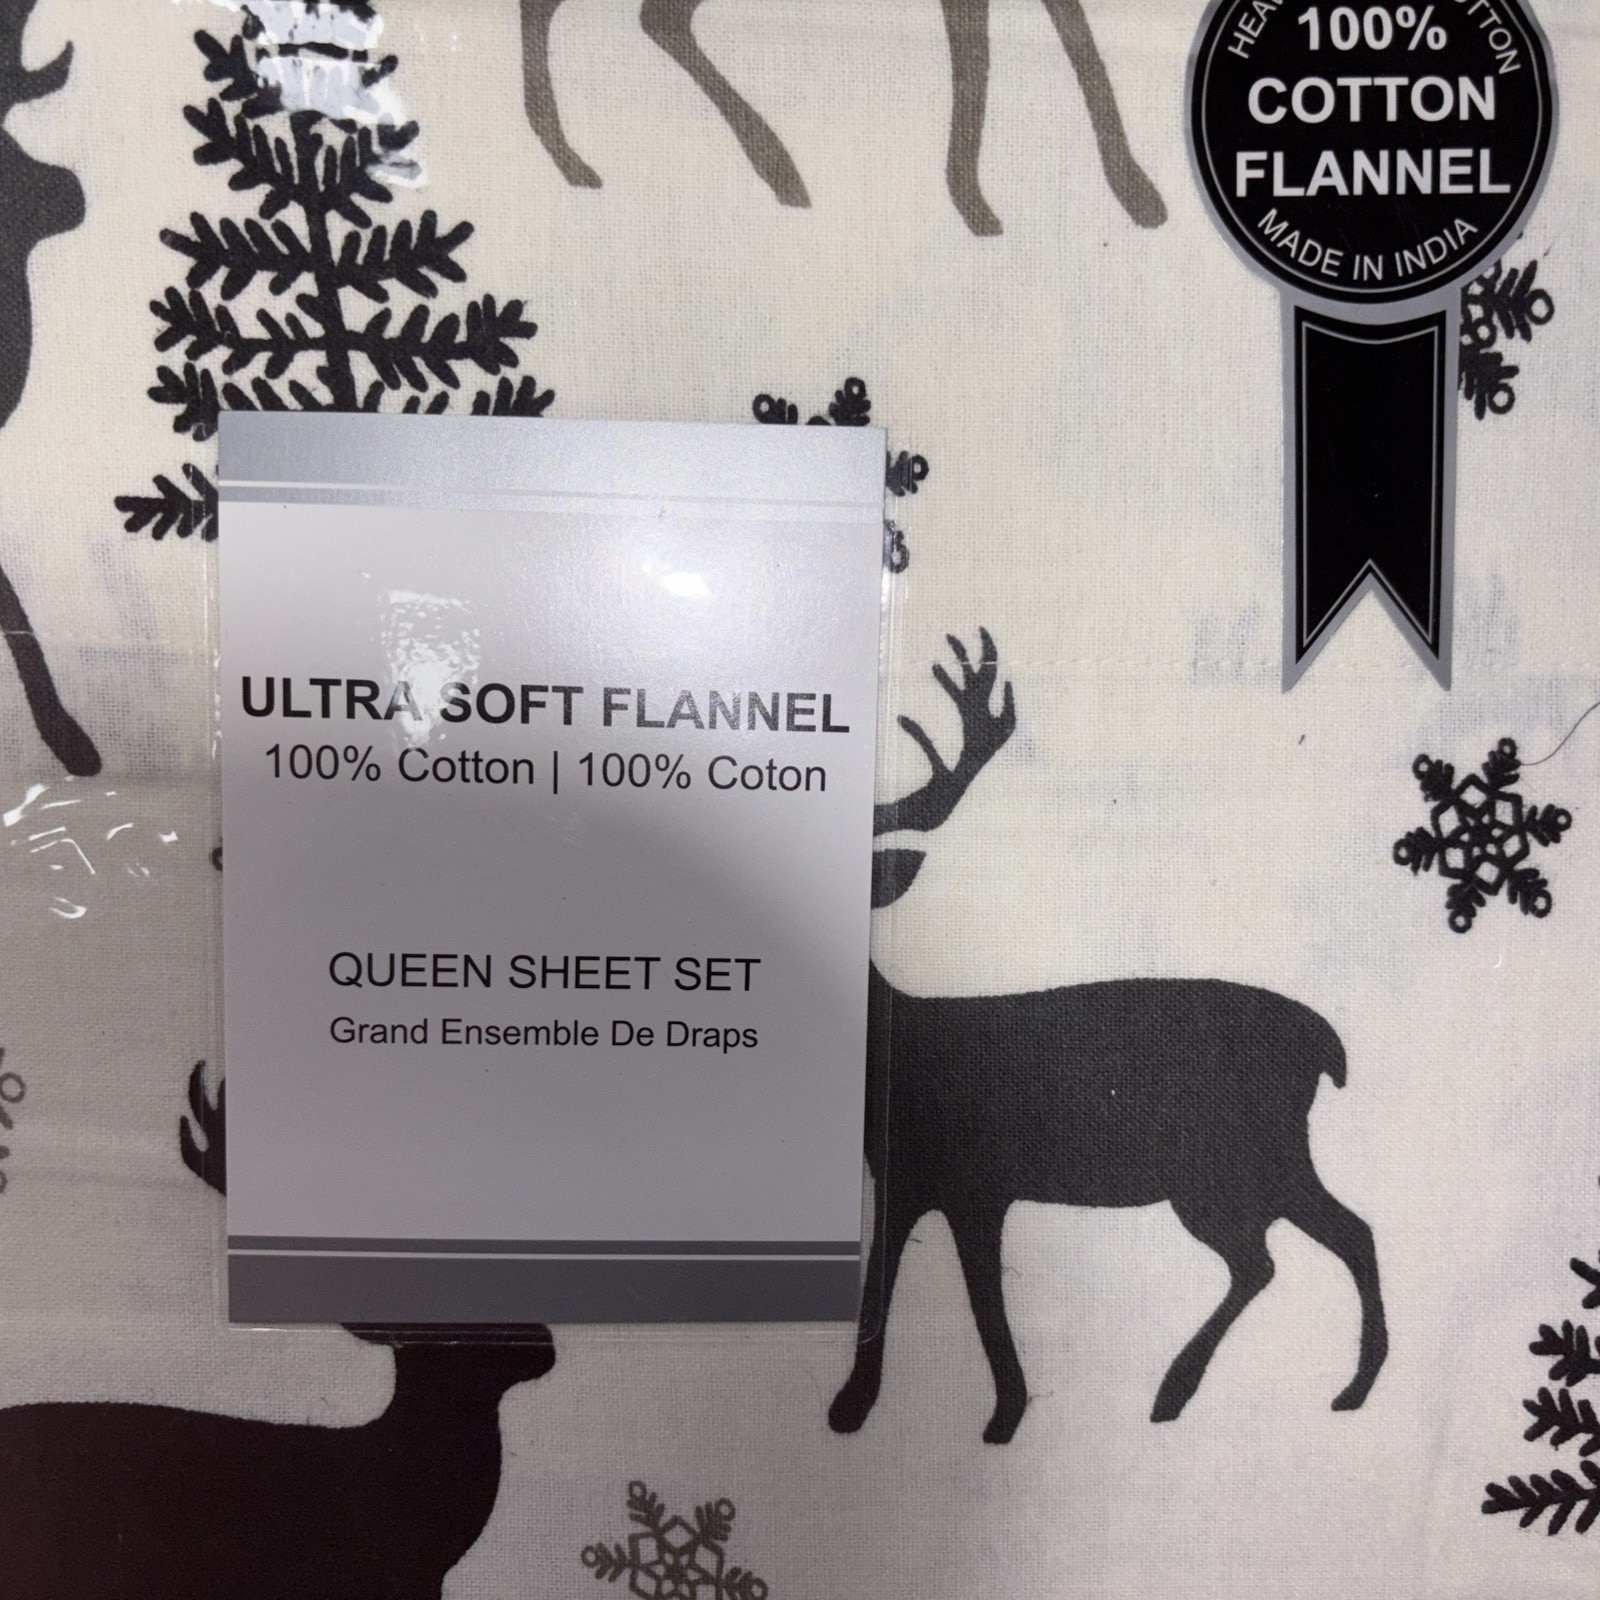 100%
COTTON
FLANNEL
MADE IN INDIA
ULTRA SOFT FLANNEL
100% Cotton | 100% Coton
QUEEN SHEET SET
Grand Ensemble De Draps